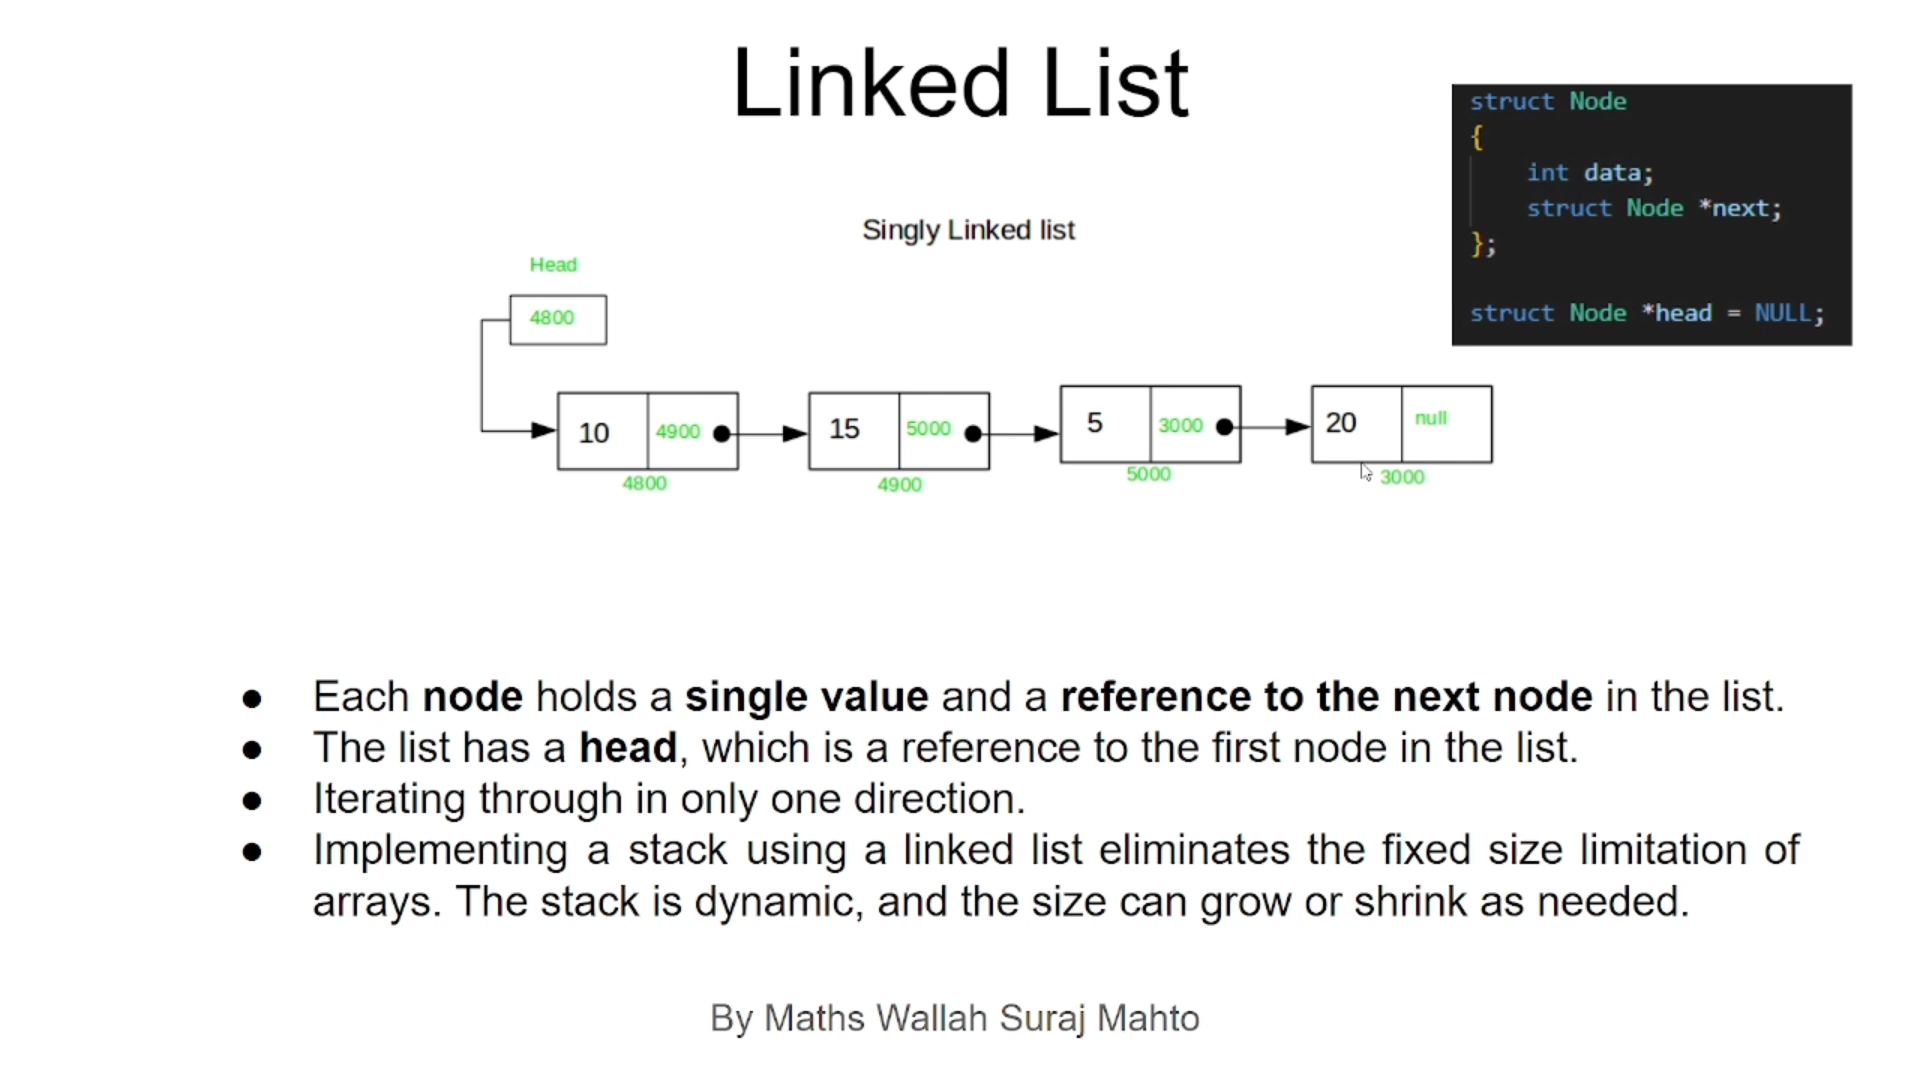 Linked List
struct Node
{
int data;
struct Node *next;
};
struct Node *head = NULL;
Singly Linked list
Head
4800
10 4900
15 5000
5 3000
20 null
4800
4900
5000
3000
● Each node holds a single value and a reference to the next node in the list.
● The list has a head, which is a reference to the first node in the list.
● Iterating through in only one direction.
● Implementing a stack using a linked list eliminates the fixed size limitation of
arrays. The stack is dynamic, and the size can grow or shrink as needed.
By Maths Wallah Suraj Mahto